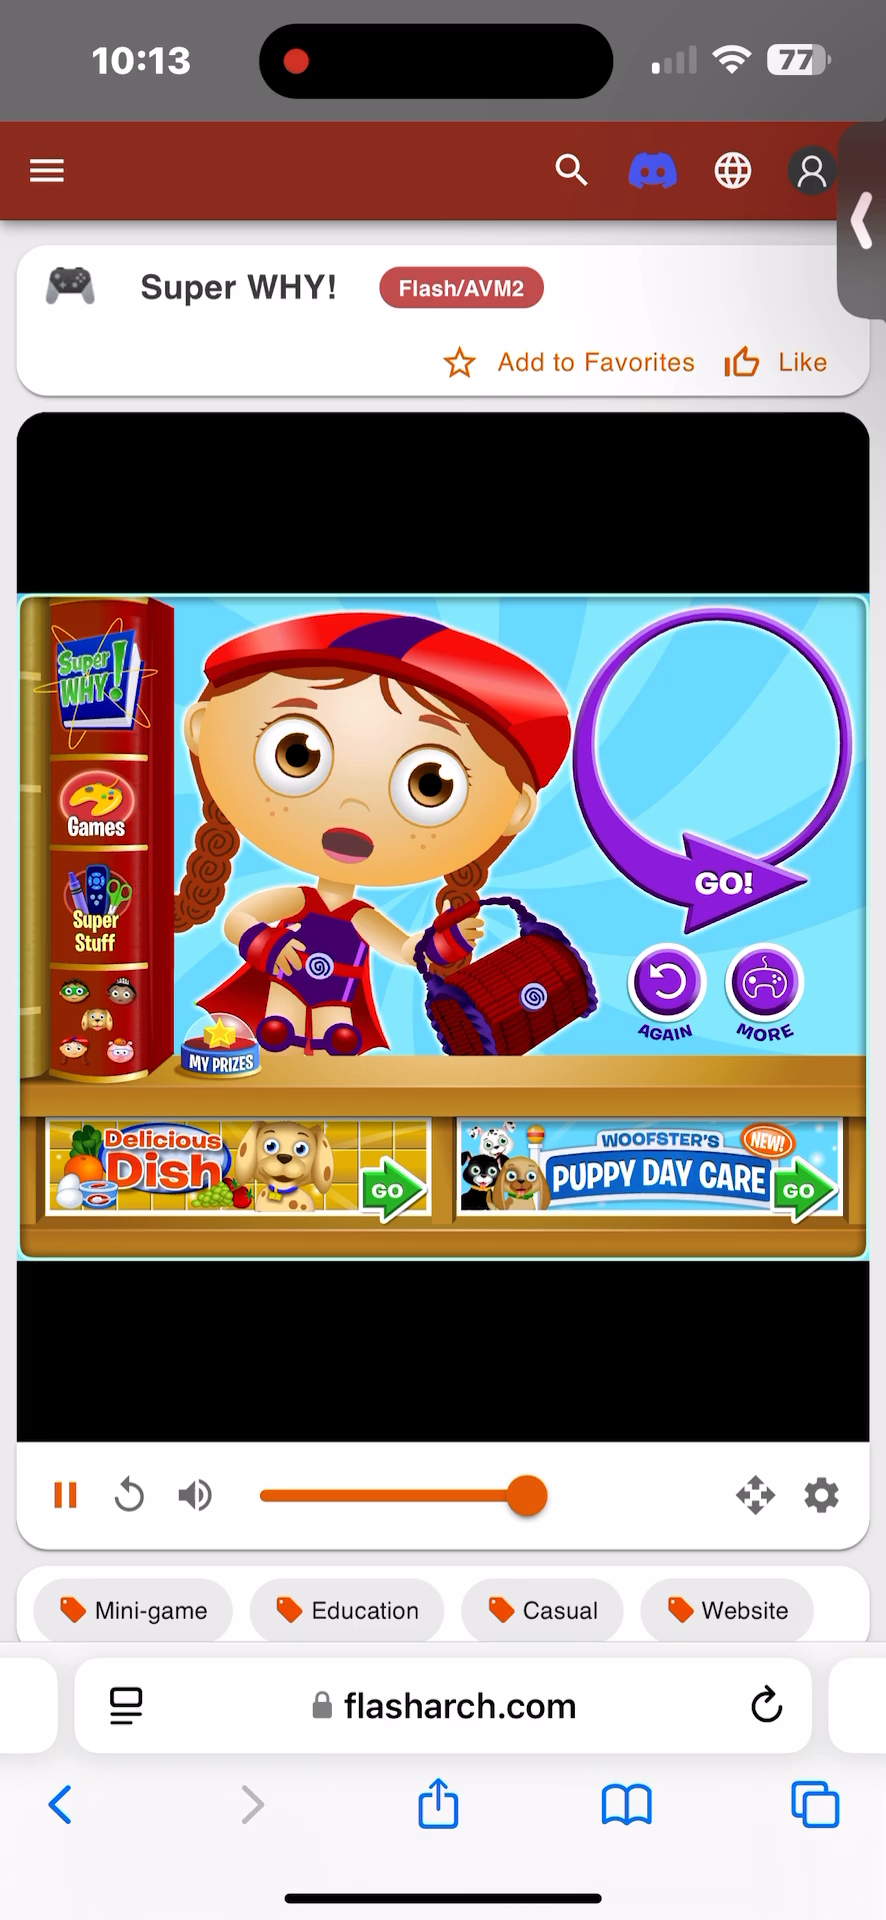 10:13
77
Super WHY!
Flash/AVM2
Add to Favorites
Like
Super
WHY!
Games
Super
Stuff
GO!
AGAIN
MORE
MY PRIZES
Delicious
Dish
GO
WOOFSTER'S
NEW!
PUPPY DAY CARE
GO
Mini-game
Education
Casual
Website
flasharch.com